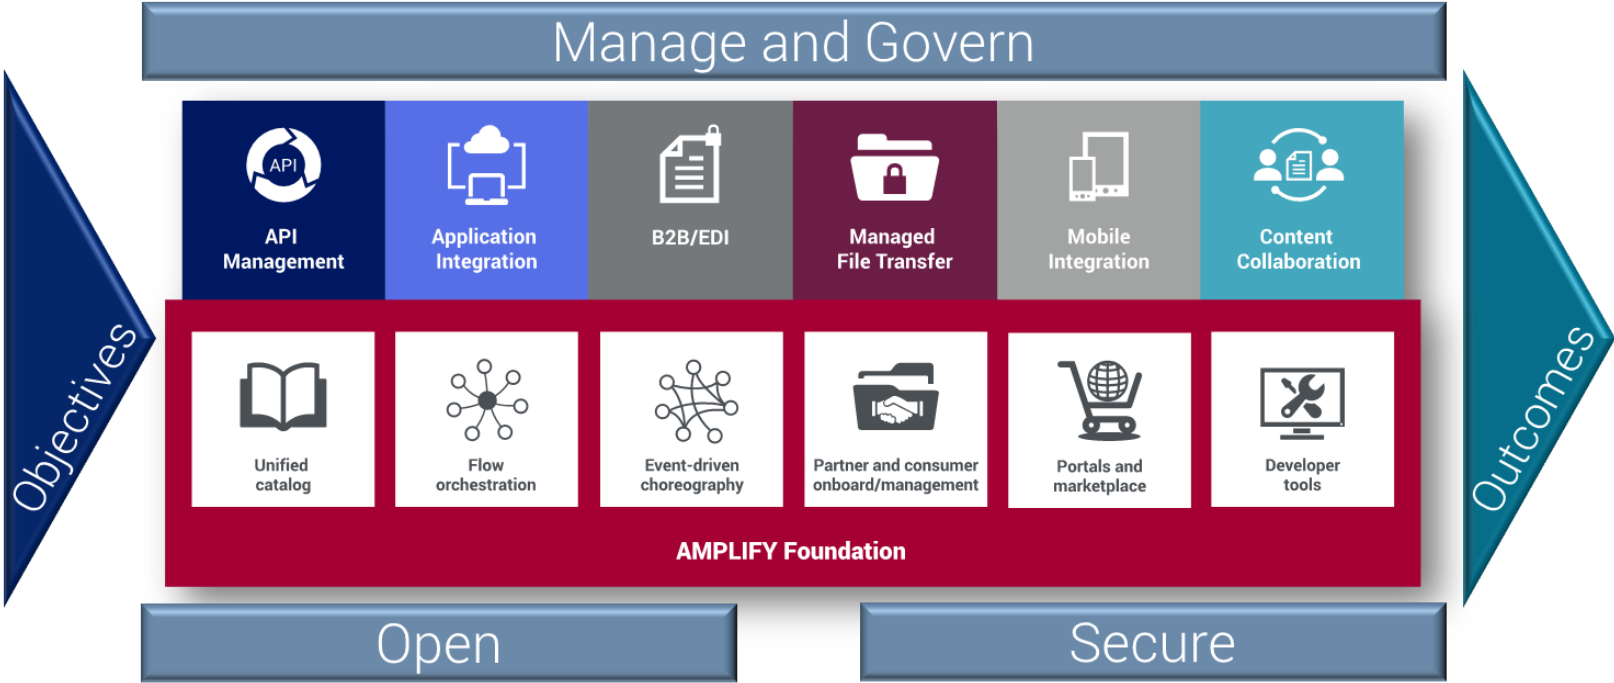 Manage and Govern
Objectives
API
API
Management
Application
Integration
B2B/EDI
Managed
File Transfer
Mobile
Integration
Content
Collaboration
Unified
catalog
Flow
orchestration
Event-driven
choreography
Partner and consumer
onboard/management
Portals and
marketplace
Developer
tools
AMPLIFY Foundation
Outcomes
Open
Secure